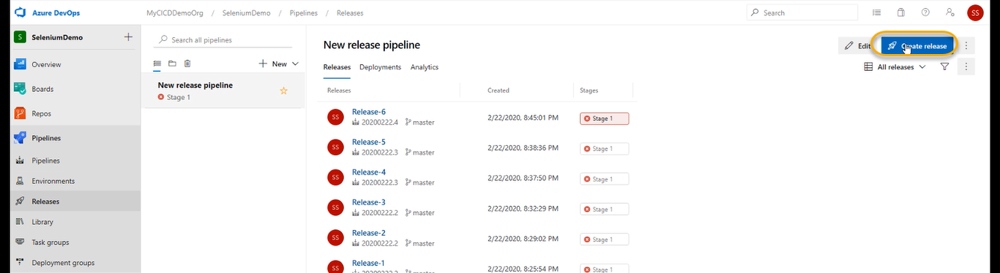 Azure DevOps
MyCICDDemoOrg / SeleniumDemo / Pipelines / Releases
Search
SS
S SeleniumDemo
Overview
Boards
Repos
Pipelines
Pipelines
Environments
Releases
Library
Task groups
Deployment groups
Search all pipelines
New
New release pipeline
Stage 1
New release pipeline
Edit
Create release
Releases Deployments Analytics
All releases
Releases Created Stages
SS Release-6 2/22/2020, 8:45:01 PM Stage 1
20200222.4 master
SS Release-5 2/22/2020, 8:38:36 PM Stage 1
20200222.3 master
SS Release-4 2/22/2020, 8:37:50 PM Stage 1
20200222.3 master
SS Release-3 2/22/2020, 8:32:29 PM Stage 1
20200222.2 master
SS Release-2 2/22/2020, 8:29:02 PM Stage 1
20200222.2 master
SS Release-1 2/22/2020, 8:25:54 PM Stage 1
master